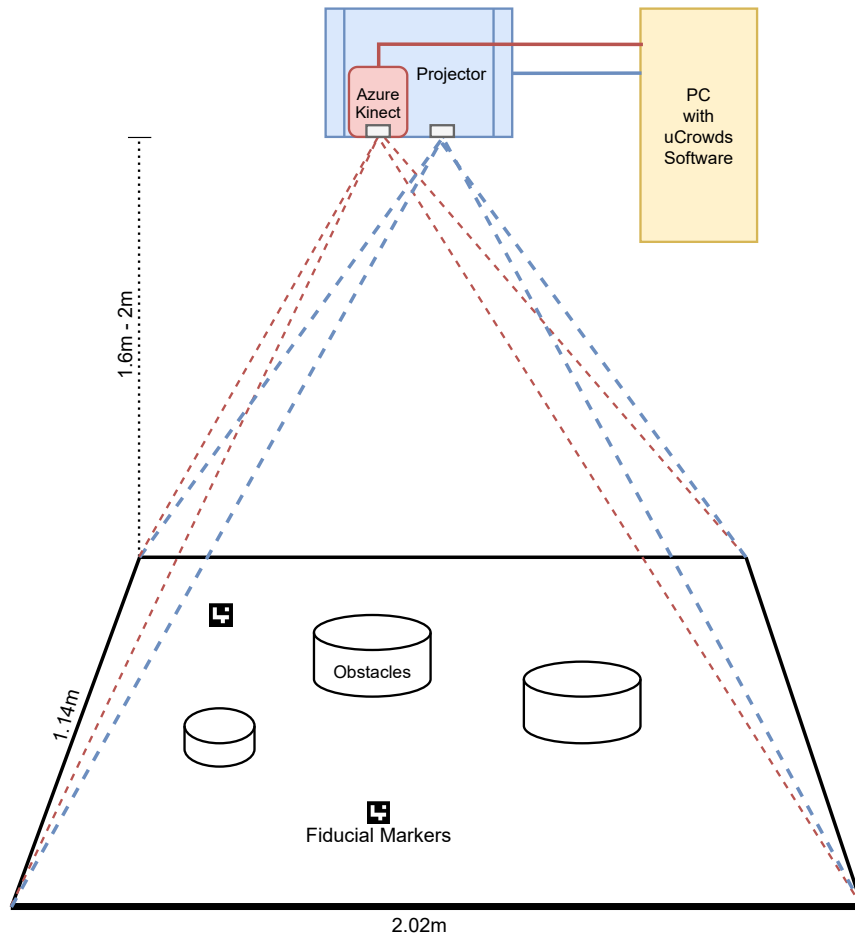 Projector
Azure
Kinect
PC
with
uCrowds
Software
1.6m - 2m
Obstacles
1.14m
Fiducial Markers
2.02m